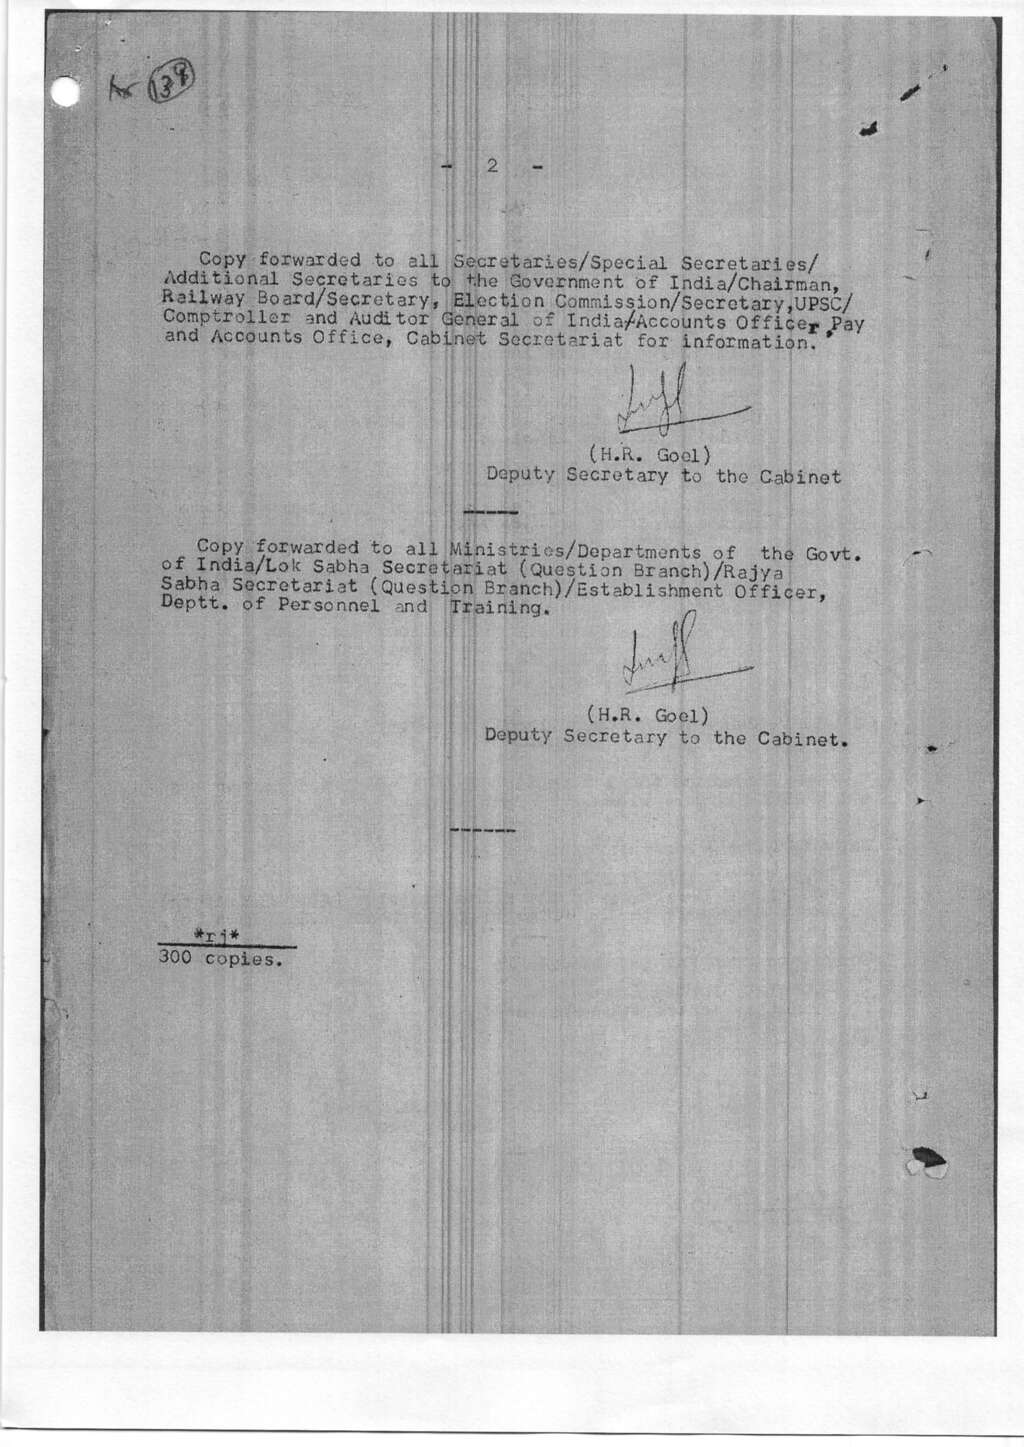 139
- 2 -
Copy forwarded to all Secretaries/Special Secretaries/
Additional Secretaries to the Government of India/Chairman,
Railway Board/Secretary, Election Commission/Secretary,UPSC/
Comptroller and Auditor General of India/Accounts Officer, Pay
and Accounts Office, Cabinet Secretariat for information.
(H.R. Goel)
Deputy Secretary to the Cabinet
Copy forwarded to all Ministries/Departments of the Govt.
of India/Lok Sabha Secretariat (Question Branch)/Rajya
Sabha Secretariat (Question Branch)/Establishment Officer,
Deptt. of Personnel and Training.
(H.R. Goel)
Deputy Secretary to the Cabinet.
*rj*
300 copies.